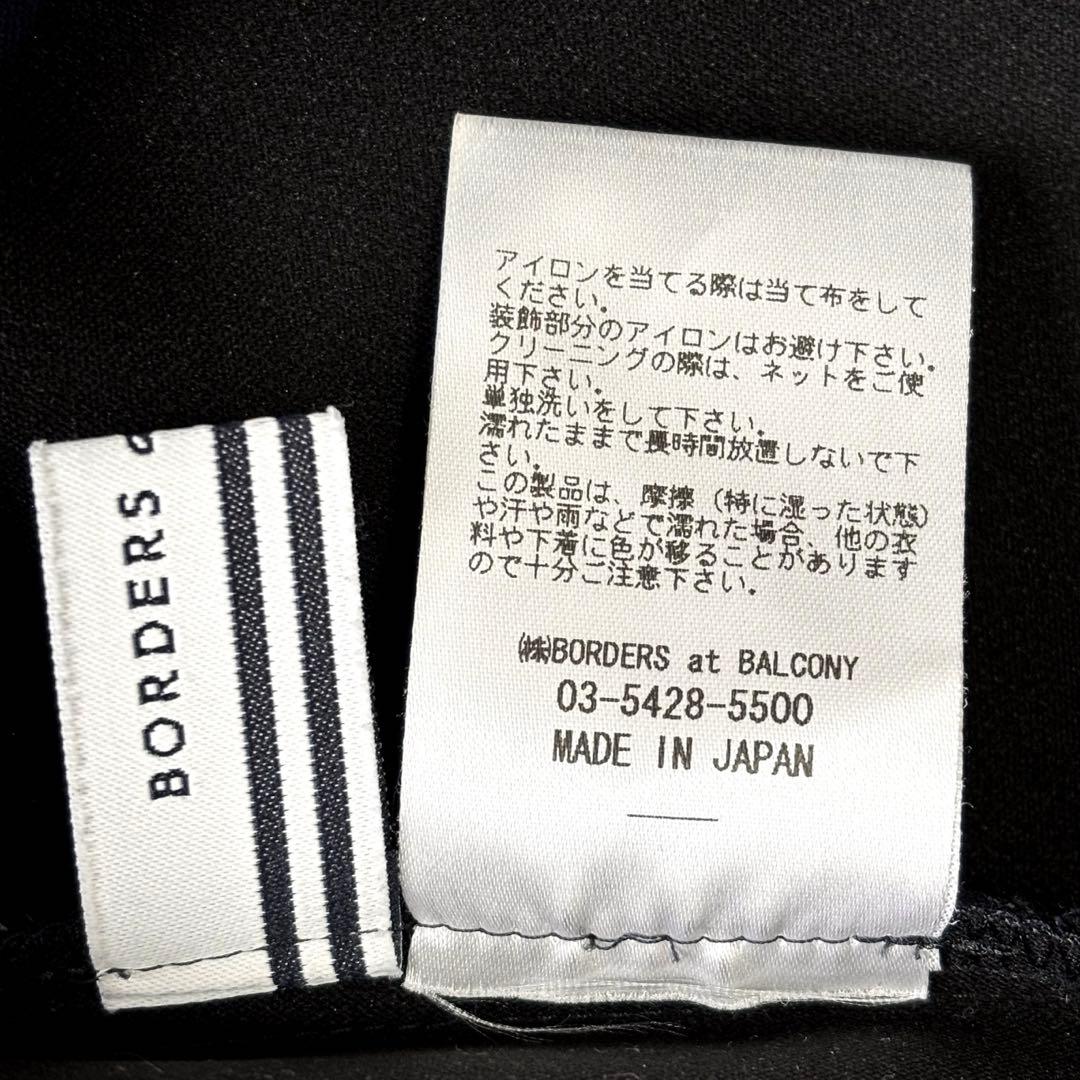 BORDERS a
アイロンを当てる際は当て布をして
ください。
装飾部分のアイロンはお避け下さい。
クリーニングの際は、ネットをご使
用下さい。
単独洗いをして下さい。
濡れたままで長時間放置しないで下
さい。
この製品は、摩擦（特に湿った状態）
や汗や雨などで濡れた場合、他の衣
料や下着に色が移ることがあります
ので十分ご注意下さい。
㈱BORDERS at BALCONY
03-5428-5500
MADE IN JAPAN